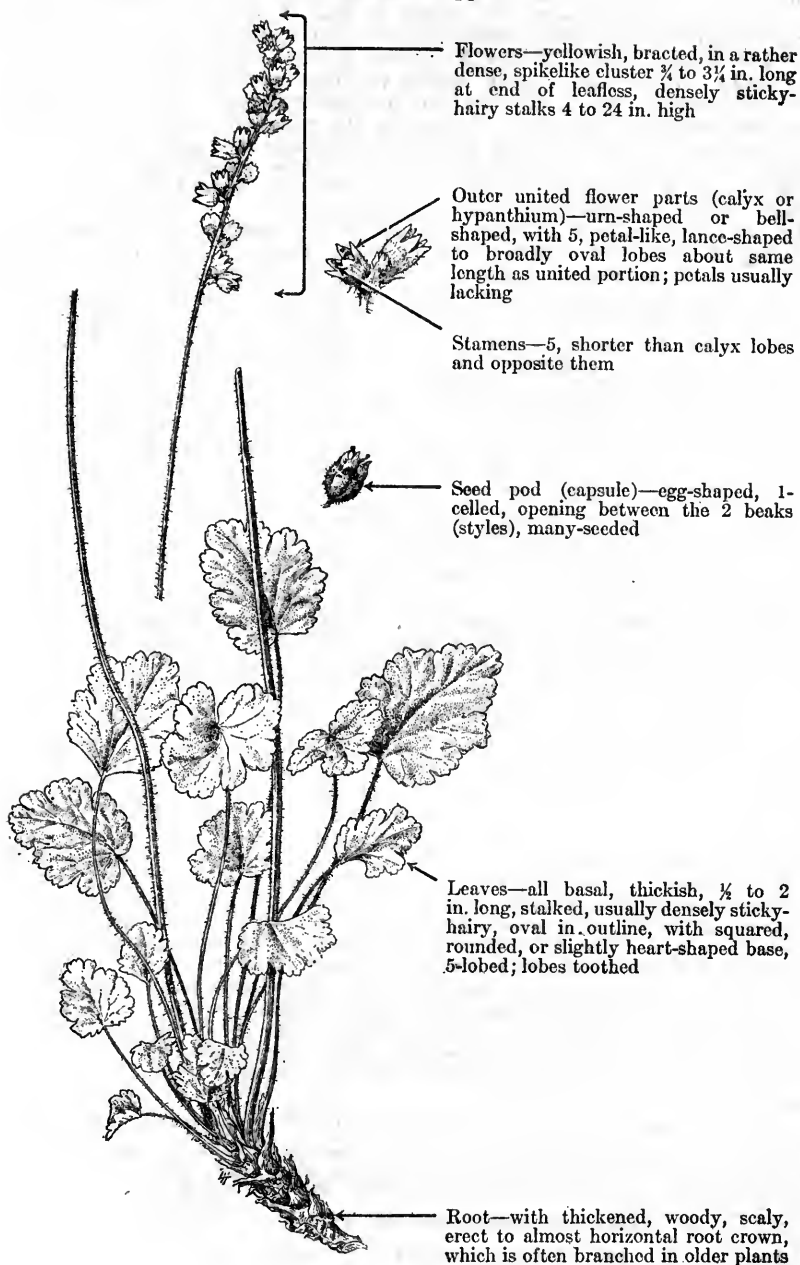 Flowers—yellowish, bracted, in a rather
dense, spikelike cluster ¾ to 3¼ in. long
at end of leafless, densely sticky-
hairy stalks 4 to 24 in. high
Outer united flower parts (calyx or
hypanthium)—urn-shaped or bell-
shaped, with 5, petal-like, lance-shaped
to broadly oval lobes about same
length as united portion; petals usually
lacking
Stamens—5, shorter than calyx lobes
and opposite them
Seed pod (capsule)—egg-shaped, 1-
celled, opening between the 2 beaks
(styles), many-seeded
Leaves—all basal, thickish, ½ to 2
in. long, stalked, usually densely sticky-
hairy, oval in outline, with squared,
rounded, or slightly heart-shaped base,
5-lobed; lobes toothed
Root—with thickened, woody, scaly,
erect to almost horizontal root crown,
which is often branched in older plants